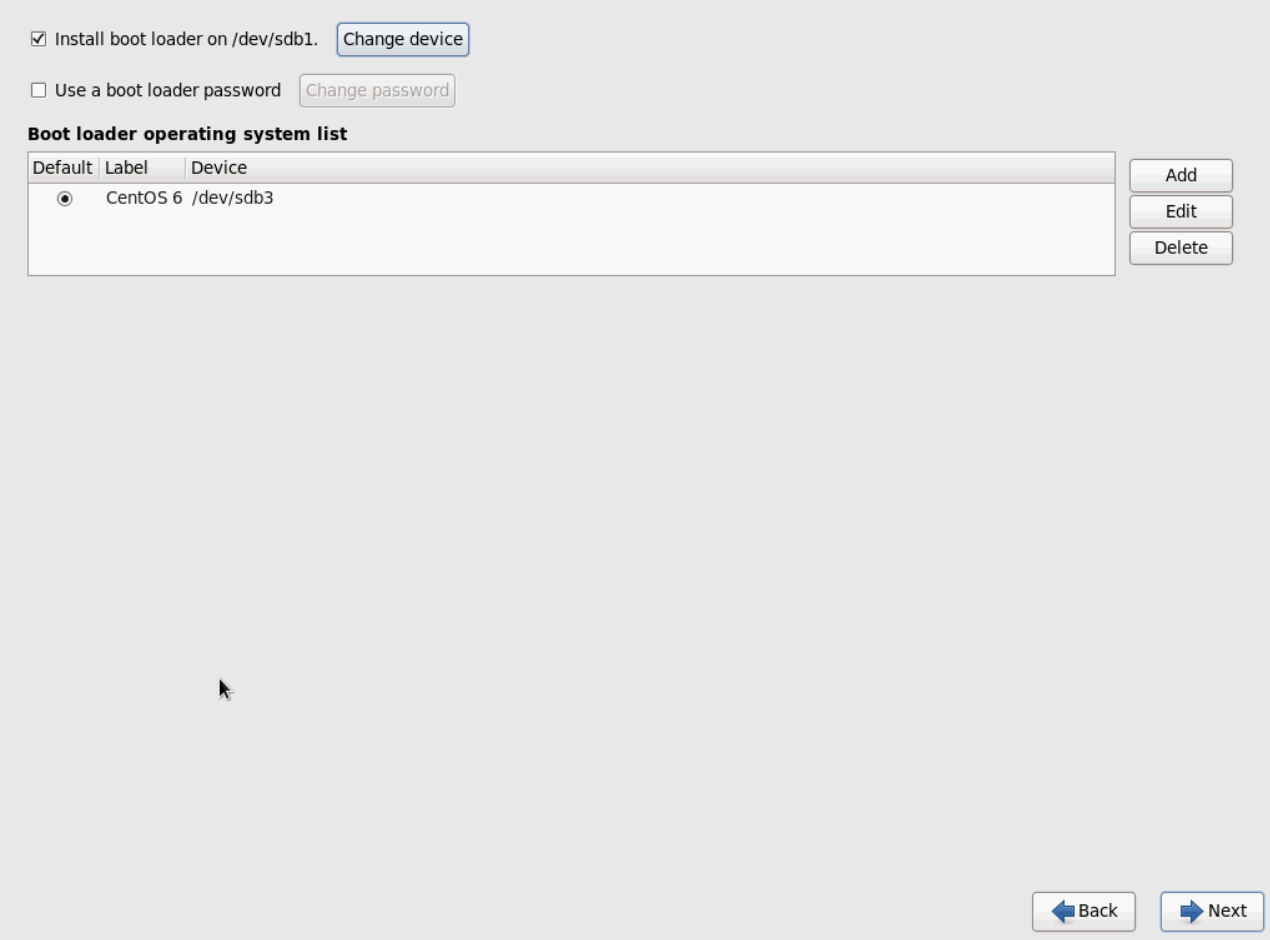 Install boot loader on /dev/sdb1. Change device
Use a boot loader password Change password
Boot loader operating system list
Default Label Device
CentOS 6 /dev/sdb3
Add
Edit
Delete
Back Next